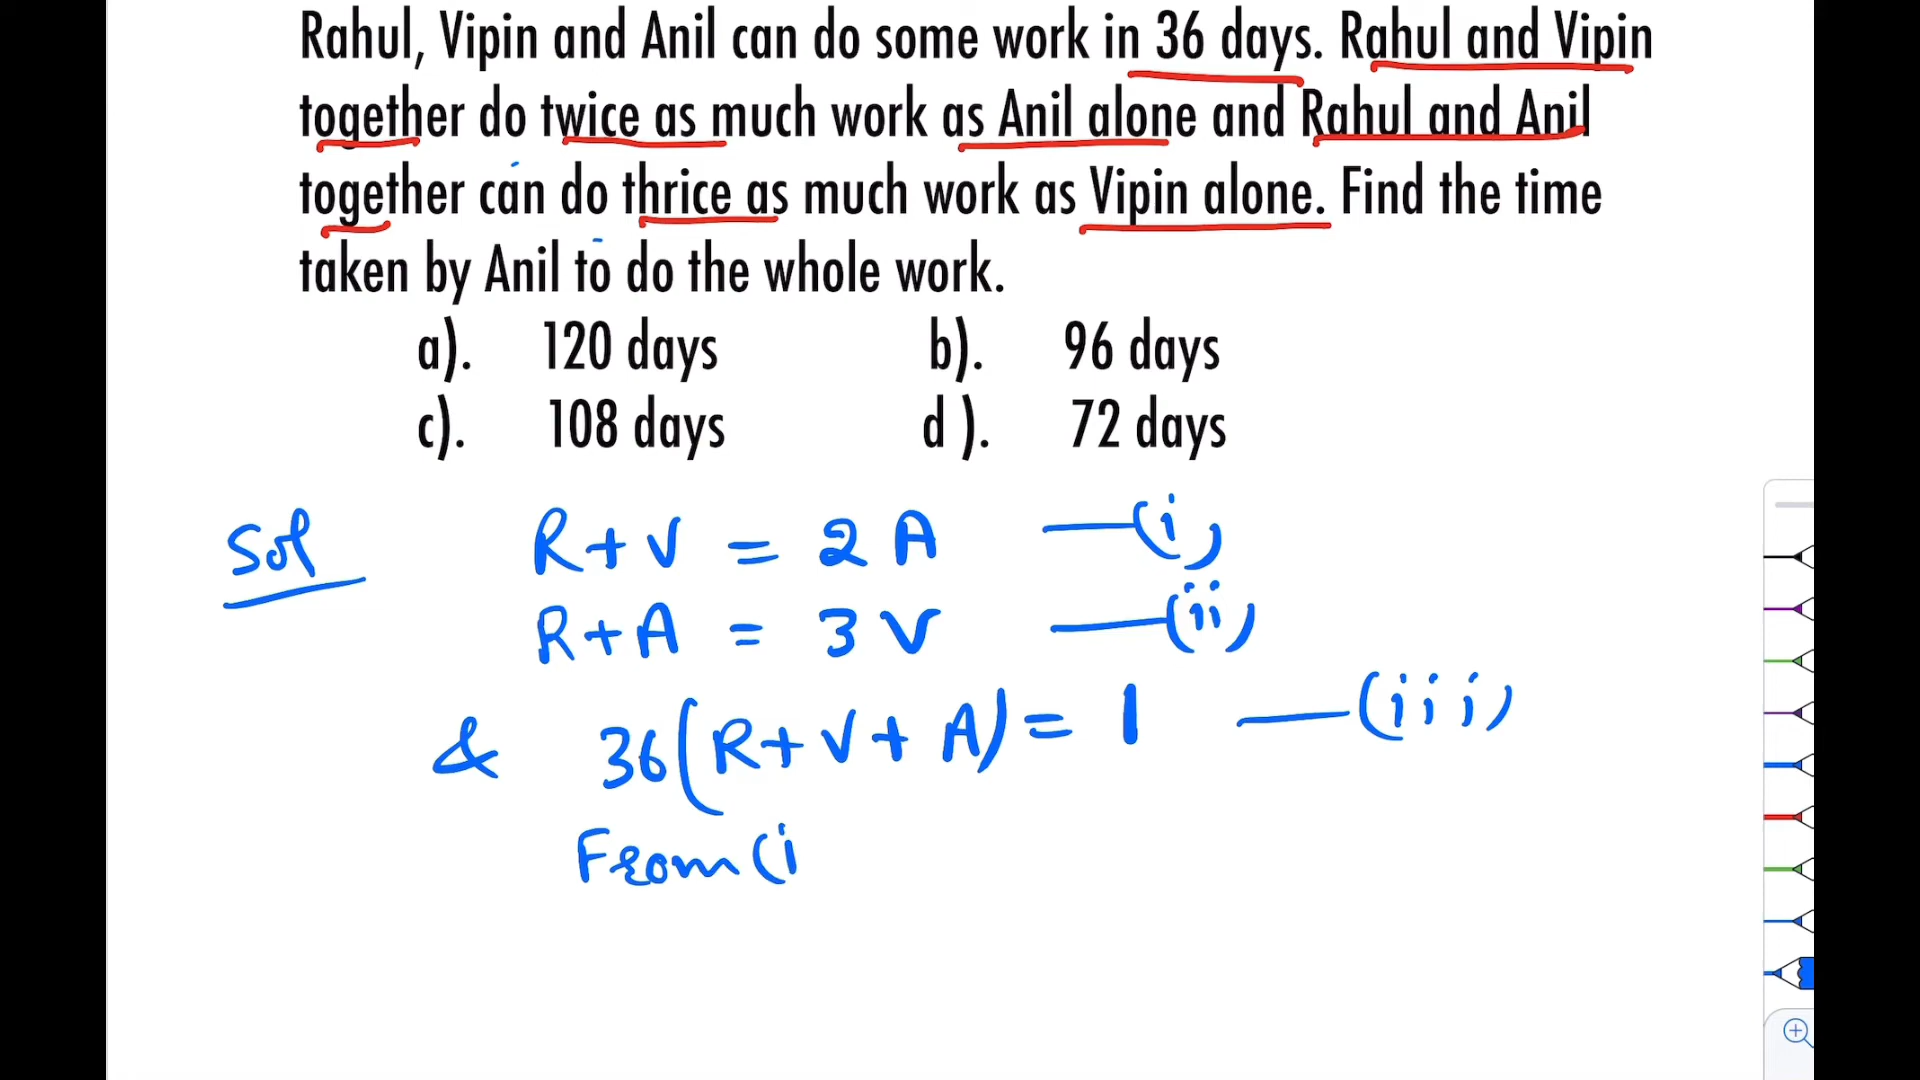 Rahul, Vipin and Anil can do some work in 36 days. Rahul and Vipin
together do twice as much work as Anil alone and Rahul and Anil
together can do thrice as much work as Vipin alone. Find the time
taken by Anil to do the whole work.
a). 120 days b). 96 days
c). 108 days d ). 72 days
Sol R+V = 2A —(i)
R+A = 3V —(ii)
& 36(R+V+A) = 1 —(iii)
From (i